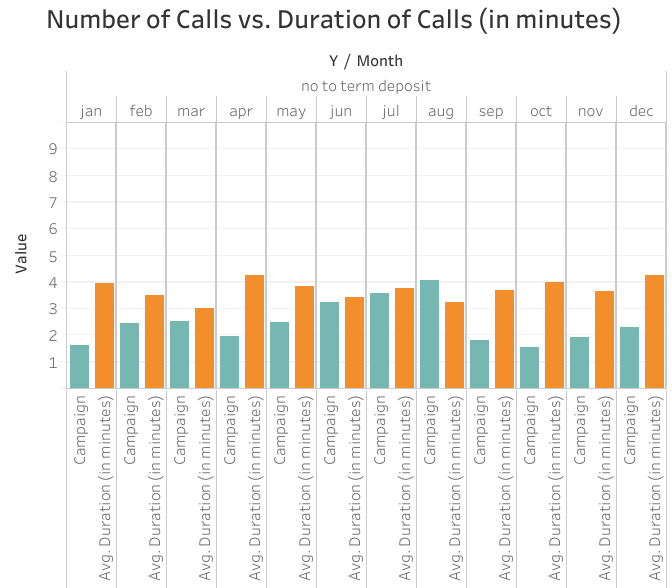 Number of Calls vs. Duration of Calls (in minutes)
Y / Month
no to term deposit
jan feb mar apr may jun jul aug sep oct nov dec
Value
9
8
7
6
5
4
3
2
1
Campaign
Avg. Duration (in minutes)
Campaign
Avg. Duration (in minutes)
Campaign
Avg. Duration (in minutes)
Campaign
Avg. Duration (in minutes)
Campaign
Avg. Duration (in minutes)
Campaign
Avg. Duration (in minutes)
Campaign
Avg. Duration (in minutes)
Campaign
Avg. Duration (in minutes)
Campaign
Avg. Duration (in minutes)
Campaign
Avg. Duration (in minutes)
Campaign
Avg. Duration (in minutes)
Campaign
Avg. Duration (in minutes)